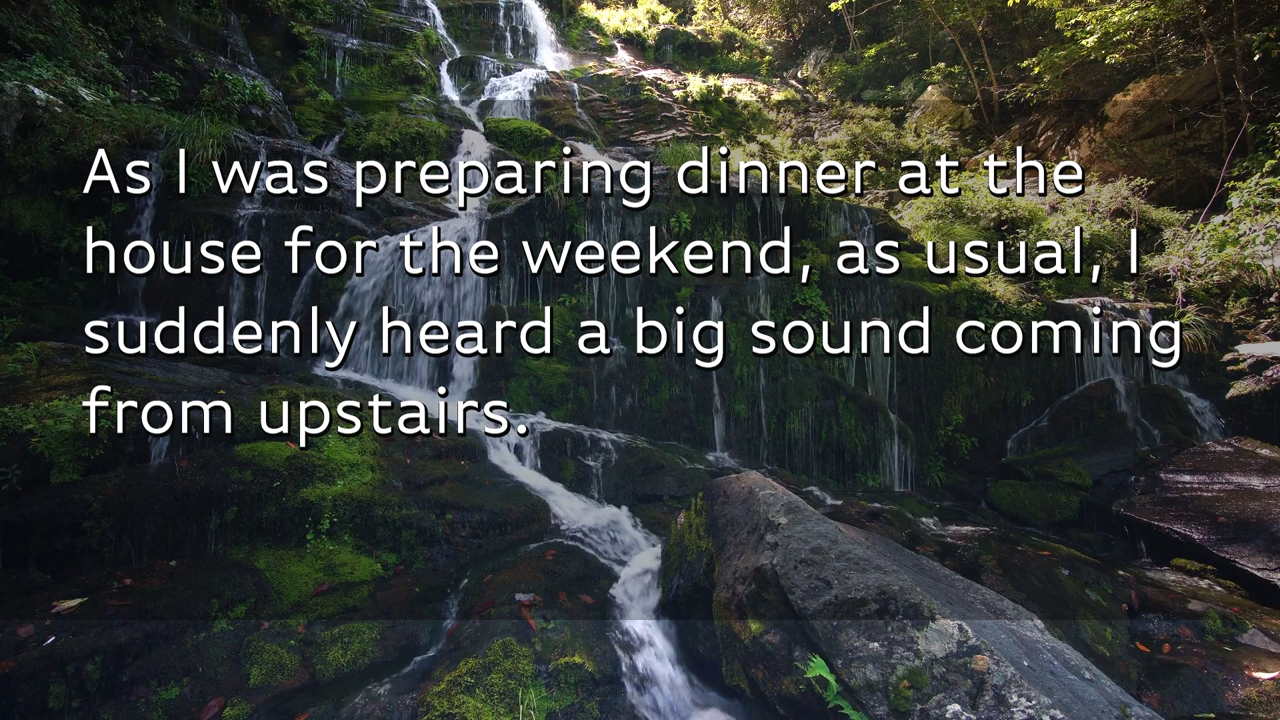 As I was preparing dinner at the
house for the weekend, as usual, I
suddenly heard a big sound coming
from upstairs.